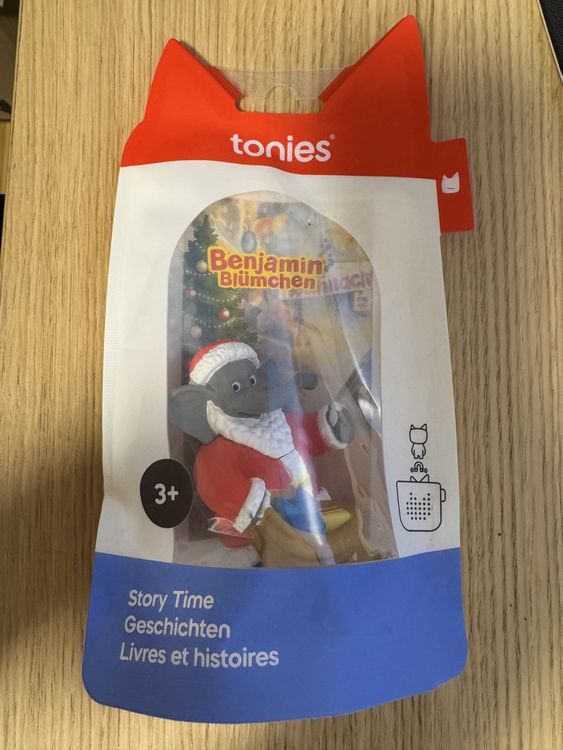 tonies®
Benjamin
Blümchen
3+
Story Time
Geschichten
Livres et histoires